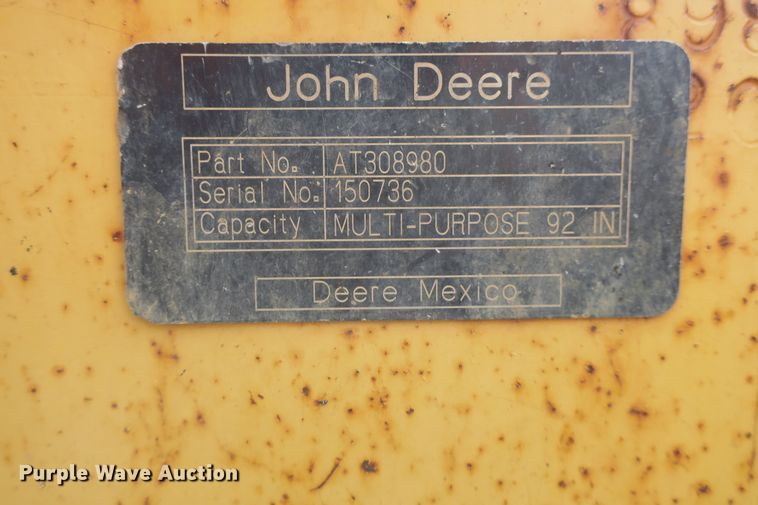 John Deere
Part No. AT308980
Serial No. 150736
Capacity MULTI-PURPOSE 92 IN
Deere Mexico
Purple Wave Auction